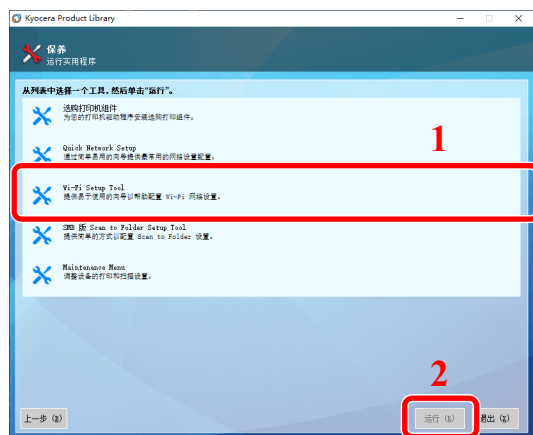 Kyocera Product Library
保养
运行实用程序
从列表中选择一个工具, 然后单击“运行”。
选购打印机组件
为您的打印机驱动程序安装选购打印组件。
1
Quick Network Setup
通过简单易用的向导提供最常用的网络设置配置。
Wi-Fi Setup Tool
提供易于使用的向导以帮助配置 Wi-Fi 网络设置。
SMB 版 Scan to Folder Setup Tool
提供简单的方式以配置 Scan to Folder 设置。
Maintenance Menu
调整设备的打印和扫描设置。
2
上一步 (B)
运行 (R)
退出 (X)